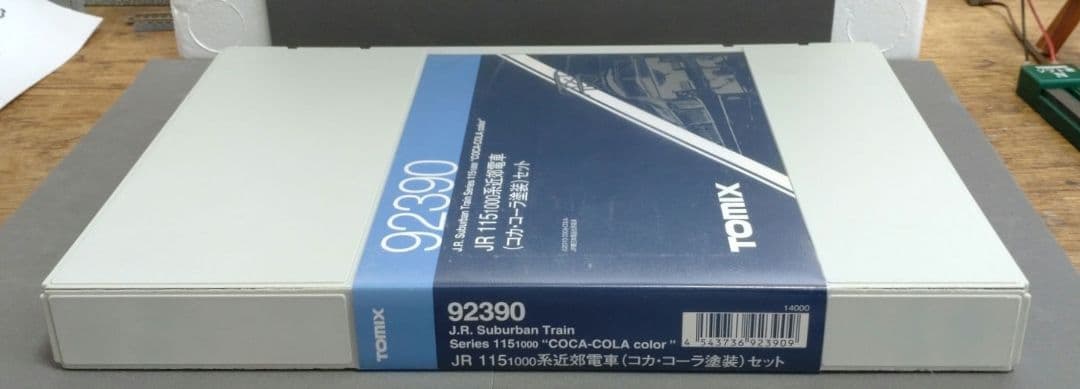 92390
J.R. Suburban Train Series 1151000 "COCA-COLA color"
JR 1151000系近郊電車
(コカ・コーラ塗装)セット
TOMIX
TOMIX
92390
J.R. Suburban Train
Series 1151000 "COCA-COLA color"
JR 1151000系近郊電車(コカ・コーラ塗装)セット
14000
4 543736 923909